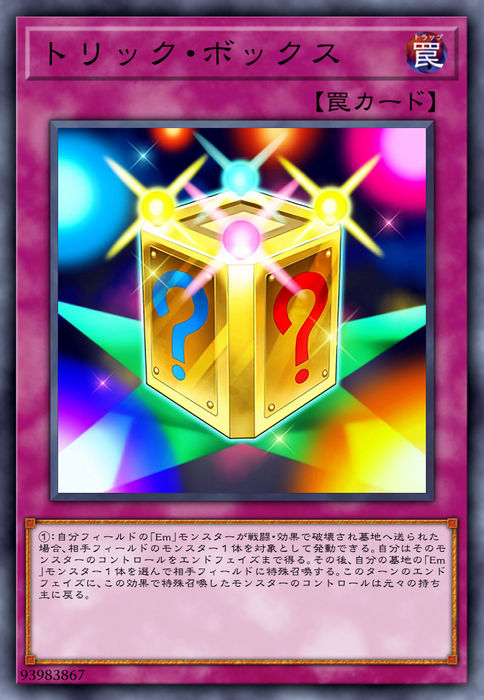 トリック・ボックス
トラップ
罠
【罠カード】
?
?
①:自分フィールドの「Em」モンスターが戦闘・効果で破壊され墓地へ送られた
場合、相手フィールドのモンスター1体を対象として発動できる。自分はそのモ
ンスターのコントロールをエンドフェイズまで得る。その後、自分の墓地の「Em
」モンスター1体を選んで相手フィールドに特殊召喚する。このターンのエンド
フェイズに、この効果で特殊召喚したモンスターのコントロールは元々の持ち
主に戻る。
93983867